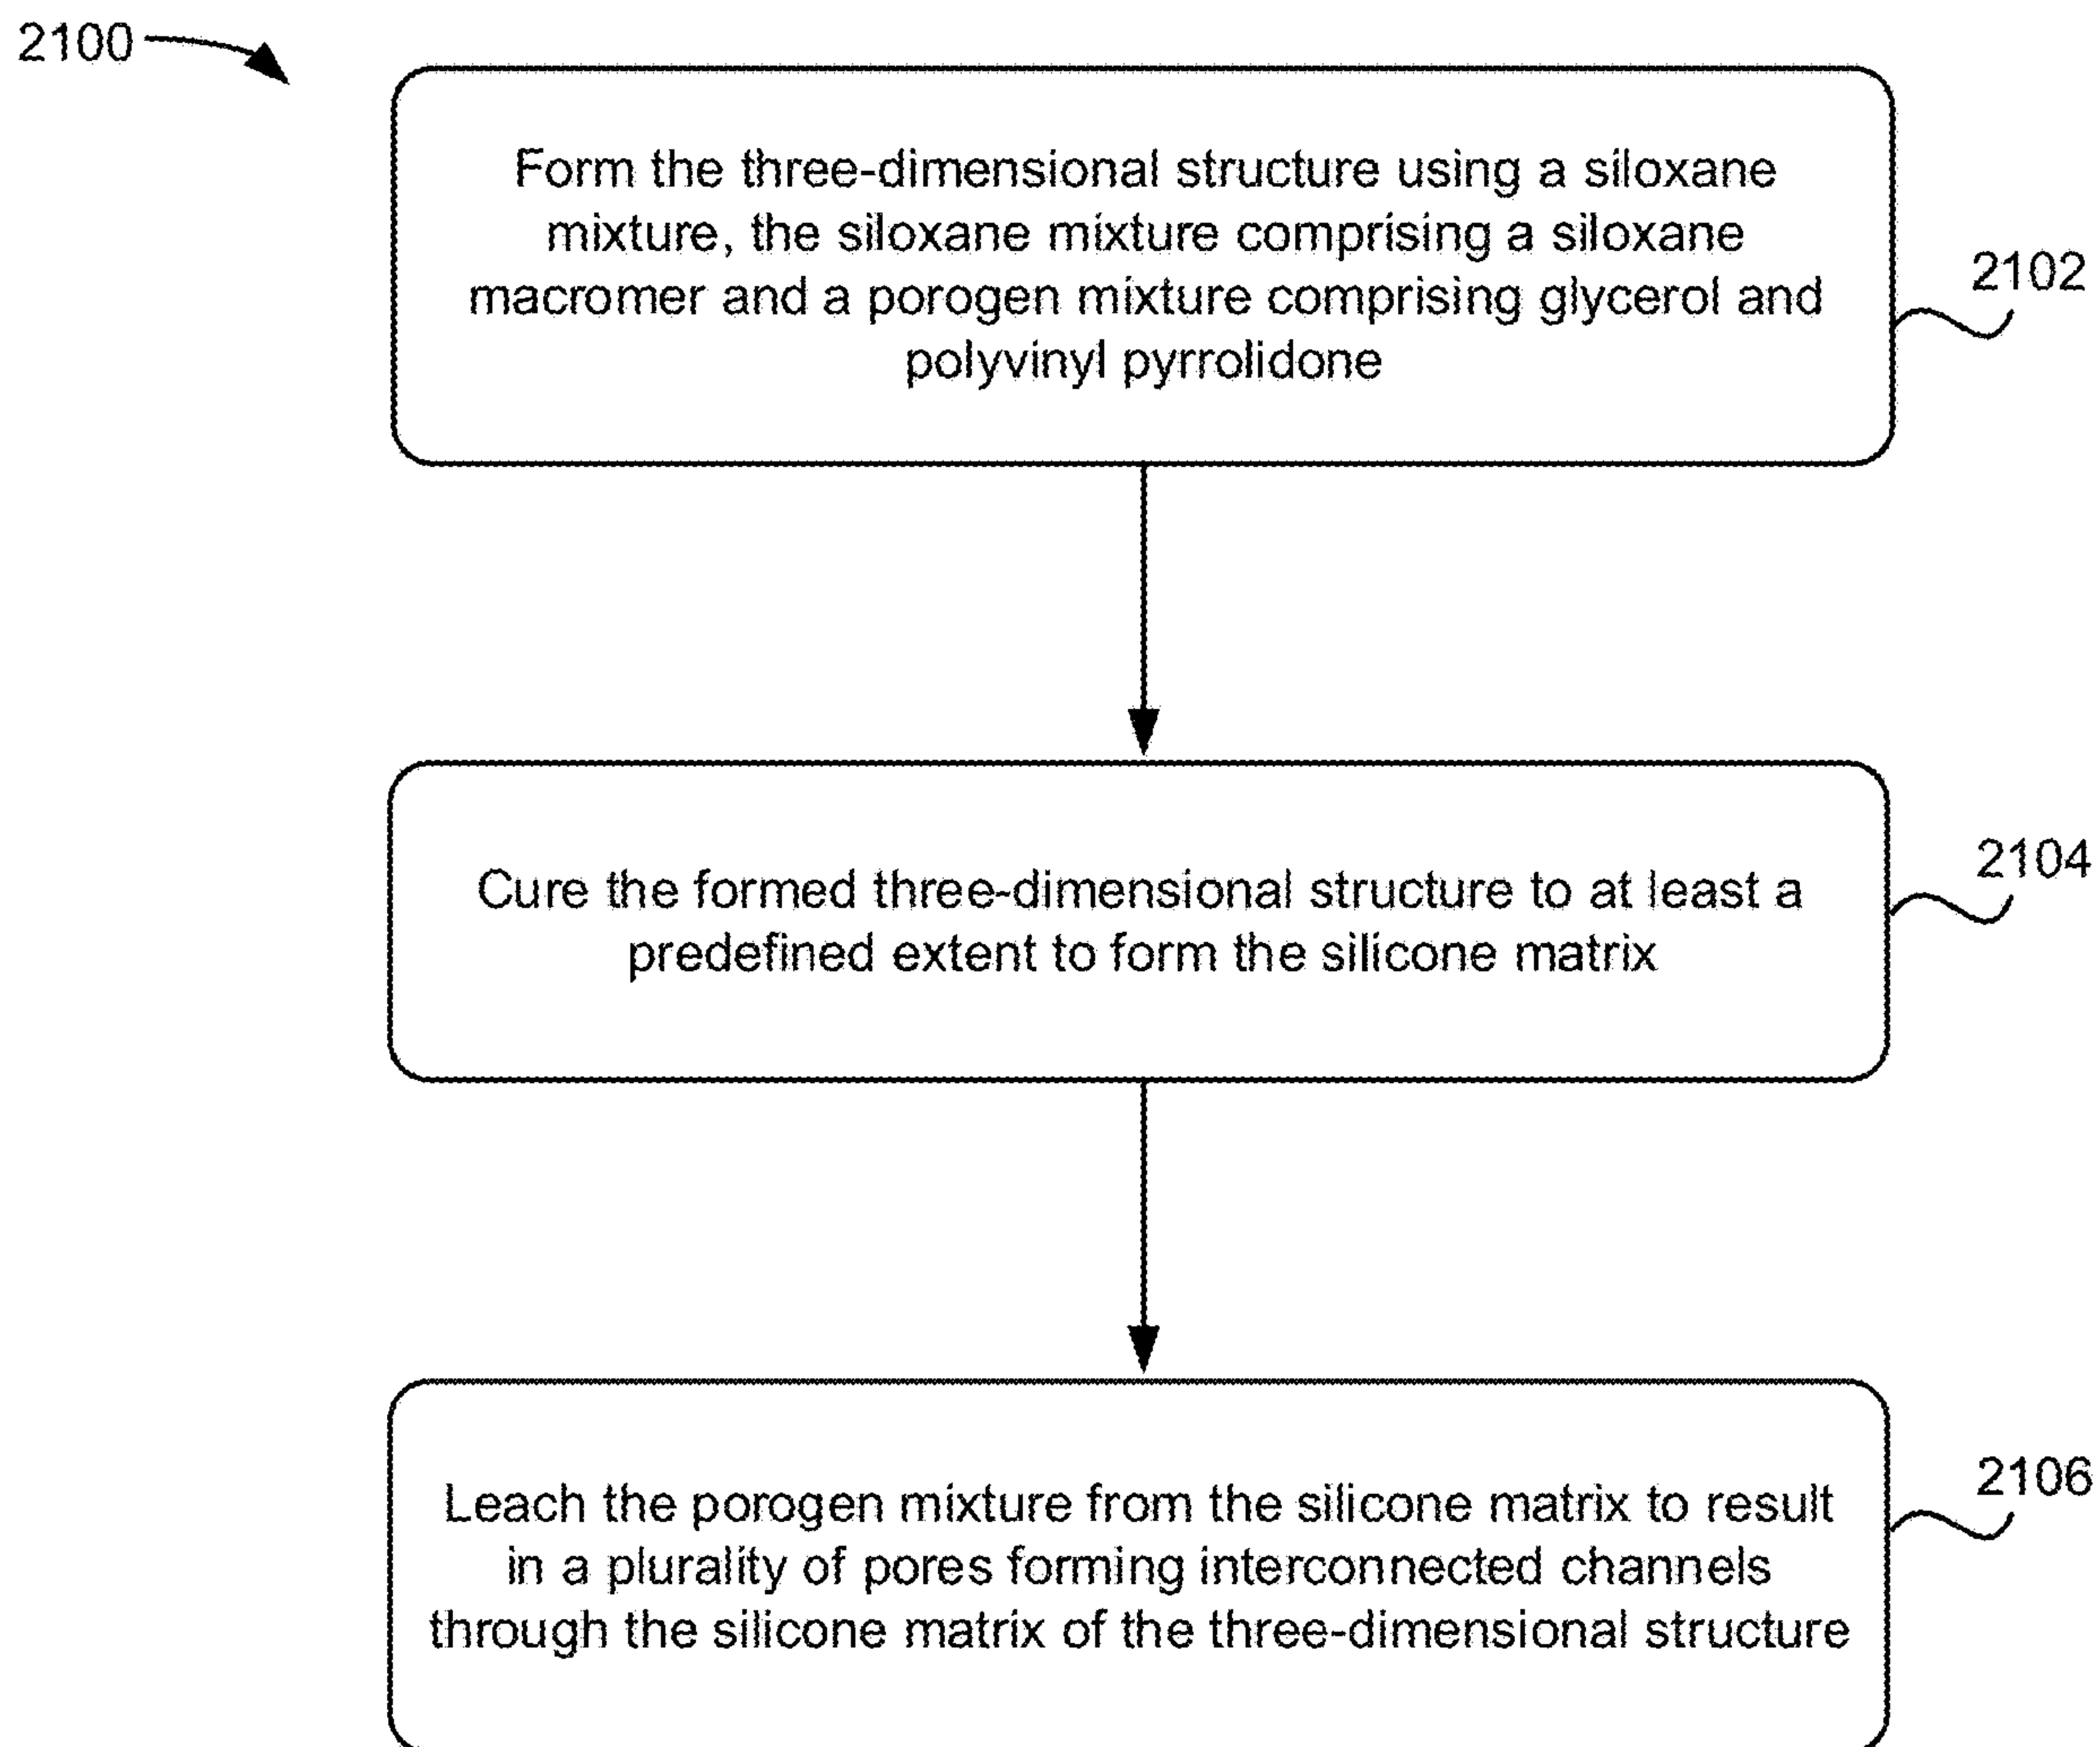 2100
Form the three-dimensional structure using a siloxane
mixture, the siloxane mixture comprising a siloxane
macromer and a porogen mixture comprising glycerol and
polyvinyl pyrrolidone
2102
Cure the formed three-dimensional structure to at least a
predefined extent to form the silicone matrix
2104
Leach the porogen mixture from the silicone matrix to result
in a plurality of pores forming interconnected channels
through the silicone matrix of the three-dimensional structure
2106